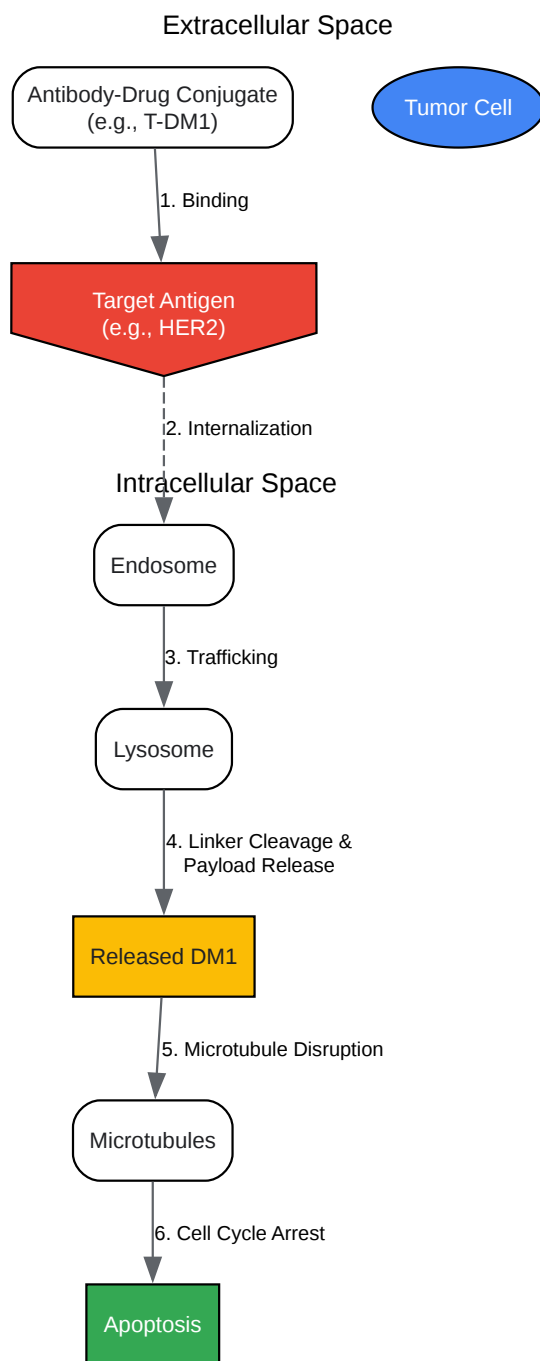 Extracellular Space
Antibody-Drug Conjugate
(e.g., T-DM1)
Tumor Cell
1. Binding
Target Antigen
(e.g., HER2)
2. Internalization
Intracellular Space
Endosome
3. Trafficking
Lysosome
4. Linker Cleavage &
Payload Release
Released DM1
5. Microtubule Disruption
Microtubules
6. Cell Cycle Arrest
Apoptosis